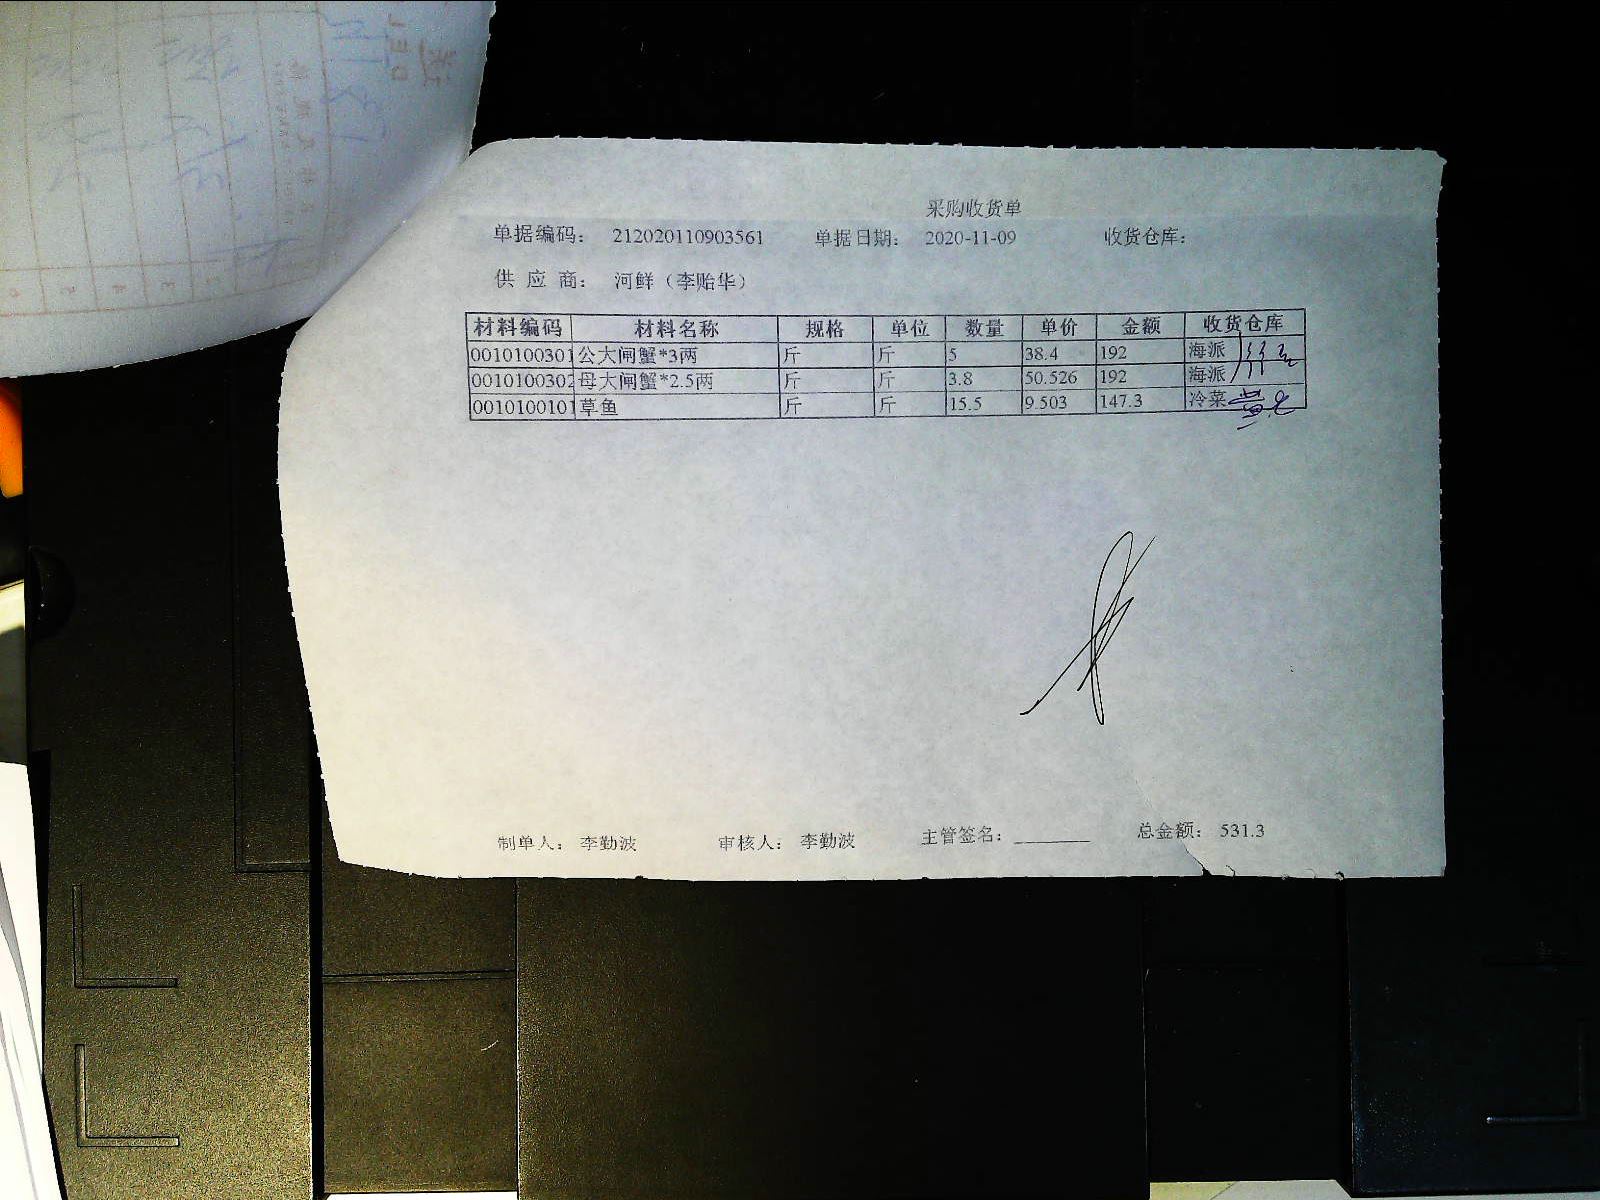 采购收货单
单据编码： 212020110903561 单据日期： 2020-11-09 收货仓库：
供 应 商： 河鲜（李贻华）
材料编码 材料名称 规格 单位 数量 单价 金额 收货仓库
0010100301 公大闸蟹*3两 斤 斤 5 38.4 192 海派
0010100302 母大闸蟹*2.5两 斤 斤 3.8 50.526 192 海派
0010100101 草鱼 斤 斤 15.5 9.503 147.3 冷菜
制单人： 李勤波 审核人： 李勤波 主管签名：________ 总金额： 531.3